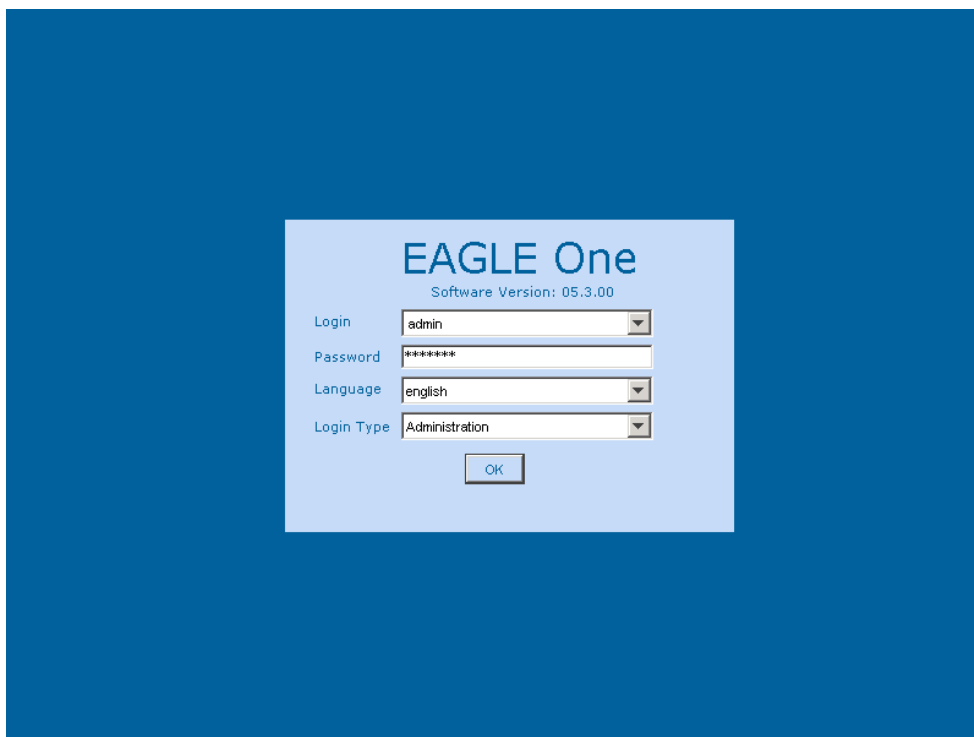 EAGLE One
Software Version: 05.3.00
Login admin
Password *******
Language english
Login Type Administration
OK